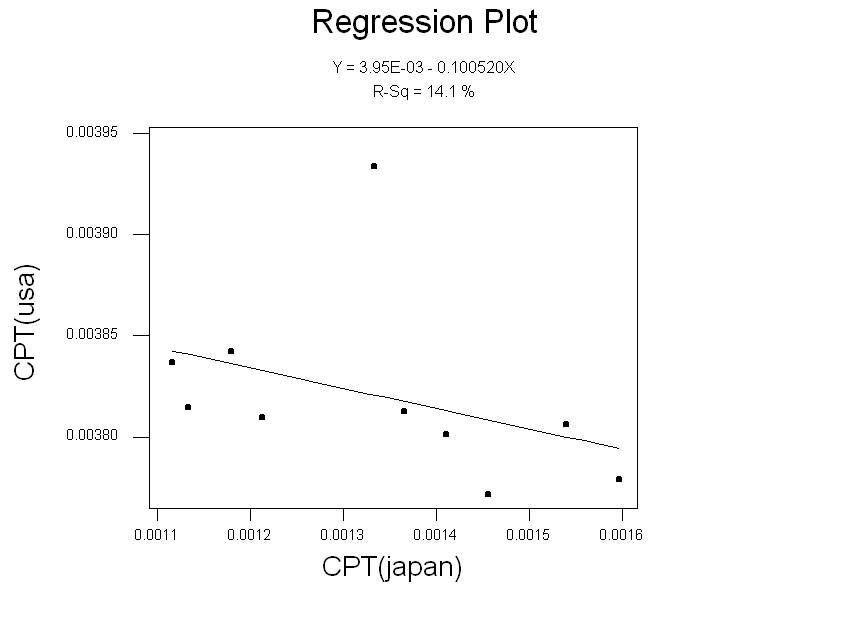 Regression Plot
Y = 3.95E-03 - 0.100520X
R-Sq = 14.1 %
0.00395
0.00390
0.00385
0.00380
CPT(usa)
0.0011 0.0012 0.0013 0.0014 0.0015 0.0016
CPT(japan)